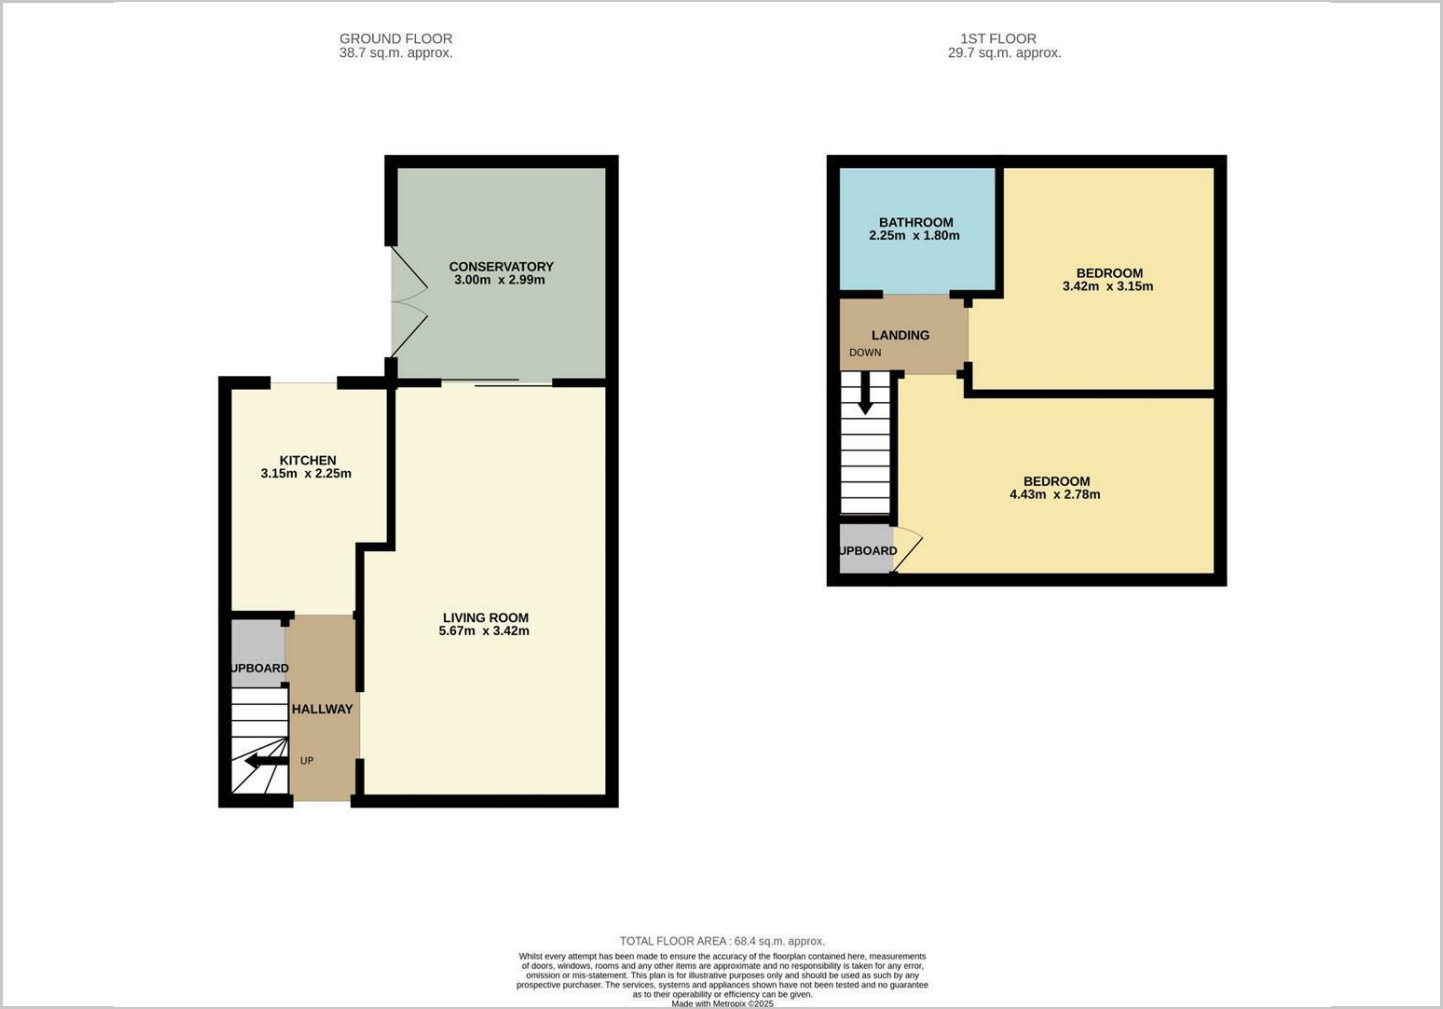 GROUND FLOOR
38.7 sq.m. approx.
1ST FLOOR
29.7 sq.m. approx.
CONSERVATORY
3.00m x 2.99m
KITCHEN
3.15m x 2.25m
LIVING ROOM
5.67m x 3.42m
UPBOARD
HALLWAY
UP
BATHROOM
2.25m x 1.80m
BEDROOM
3.42m x 3.15m
LANDING
DOWN
BEDROOM
4.43m x 2.78m
UPBOARD
TOTAL FLOOR AREA : 68.4 sq.m. approx.
Whilst every attempt has been made to ensure the accuracy of the floorplan contained here, measurements
of doors, windows, rooms and any other items are approximate and no responsibility is taken for any error,
omission or mis-statement. This plan is for illustrative purposes only and should be used as such by any
prospective purchaser. The services, systems and appliances shown have not been tested and no guarantee
as to their operability or efficiency can be given.
Made with Metropix ©2025